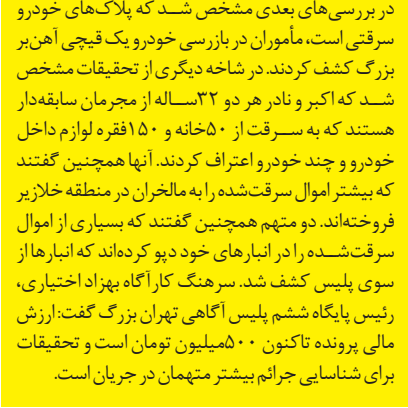 در بررسی‌های بعدی مشخص شد که پلاک‌های خودرو
سرقتی است، مأموران در بازرسی خودرو یک قیچی آهن‌بر
بزرگ کشف کردند. در شاخه دیگری از تحقیقات مشخص
شد که اکبر و نادر هر دو ۳۲ساله از مجرمان سابقه‌دار
هستند که به سرقت از ۵۰خانه و ۱۵۰فقره لوازم داخل
خودرو و چند خودرو اعتراف کردند. آنها همچنین گفتند
که بیشتر اموال سرقت‌شده را به مالخران در منطقه خلازیر
فروخته‌اند. دو متهم همچنین گفتند که بسیاری از اموال
سرقت‌شده را در انبارهای خود دپو کرده‌اند که انبارها از
سوی پلیس کشف شد. سرهنگ کارآگاه بهزاد اختیاری،
رئیس پایگاه ششم پلیس آگاهی تهران بزرگ گفت: ارزش
مالی پرونده تاکنون ۵۰۰میلیون تومان است و تحقیقات
برای شناسایی جرائم بیشتر متهمان در جریان است.